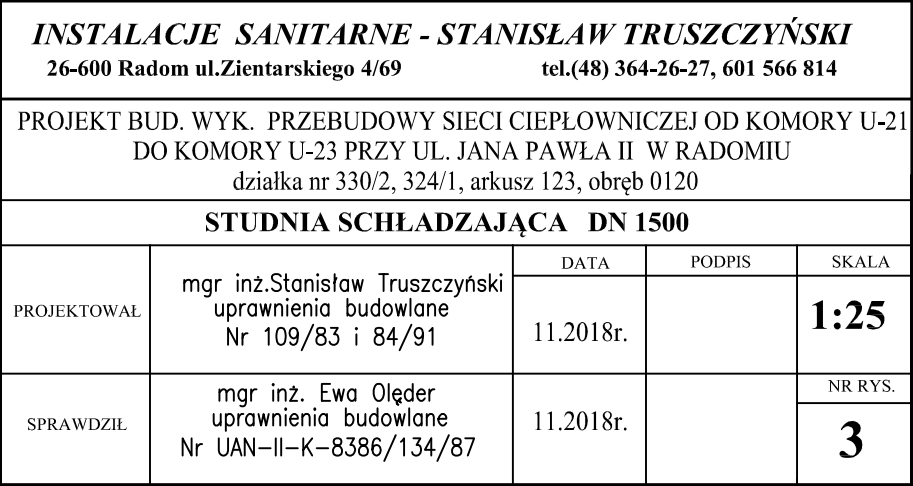 INSTALACJE SANITARNE - STANISŁAW TRUSZCZYŃSKI
26-600 Radom ul.Zientarskiego 4/69 tel.(48) 364-26-27, 601 566 814
PROJEKT BUD. WYK. PRZEBUDOWY SIECI CIEPŁOWNICZEJ OD KOMORY U-21
DO KOMORY U-23 PRZY UL. JANA PAWŁA II W RADOMIU
działka nr 330/2, 324/1, arkusz 123, obręb 0120
STUDNIA SCHŁADZAJĄCA DN 1500
DATA PODPIS SKALA
PROJEKTOWAŁ
mgr inż.Stanisław Truszczyński
uprawnienia budowlane
Nr 109/83 i 84/91
11.2018r.
1:25
NR RYS.
SPRAWDZIŁ
mgr inż. Ewa Olęder
uprawnienia budowlane
Nr UAN-II-K-8386/134/87
11.2018r.
3